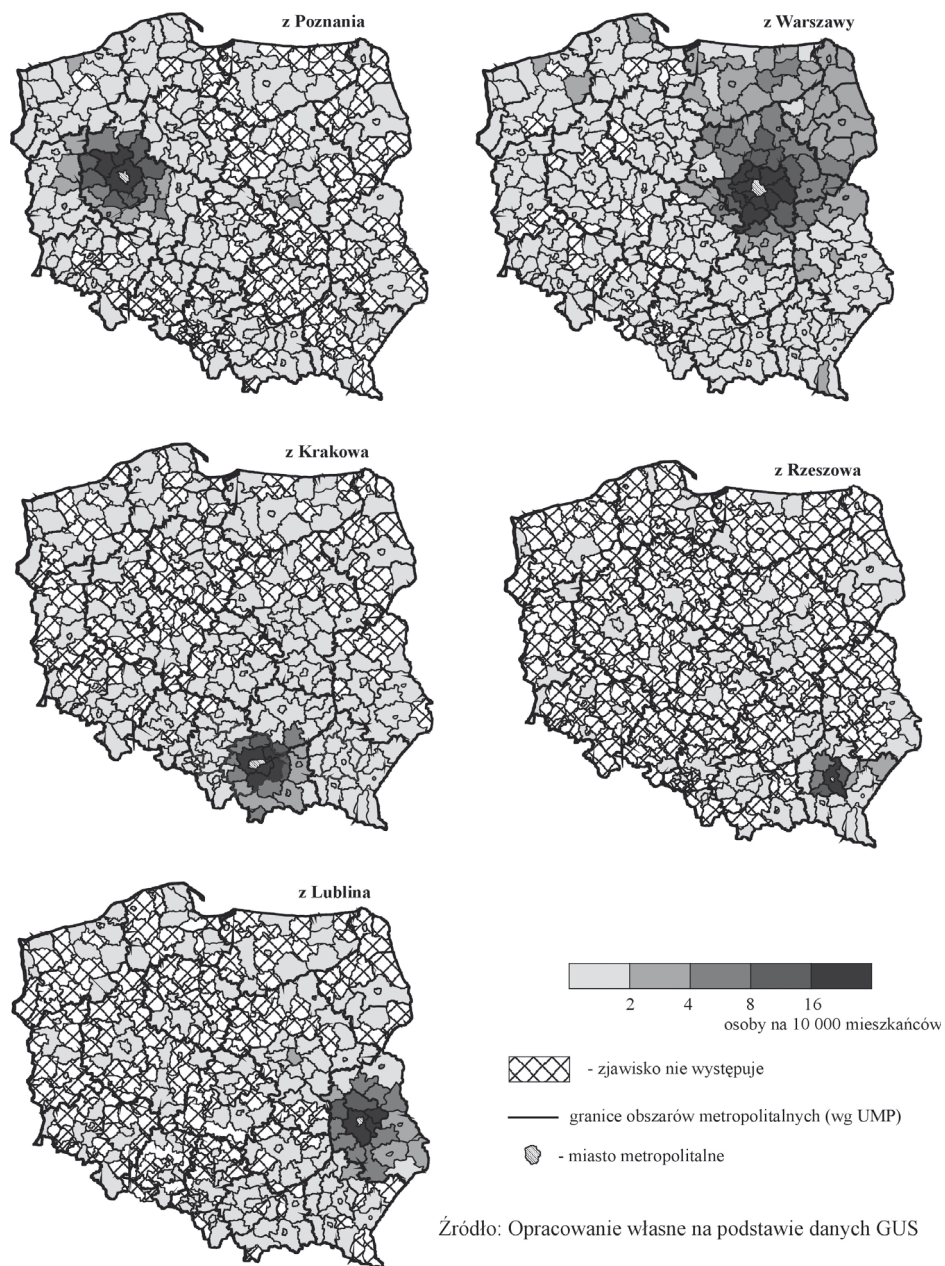 z Poznania
z Warszawy
z Krakowa
z Rzeszowa
z Lublina
2 4 8 16
osoby na 10 000 mieszkańców
- zjawisko nie występuje
granice obszarów metropolitalnych (wg UMP)
- miasto metropolitalne
Źródło: Opracowanie własne na podstawie danych GUS